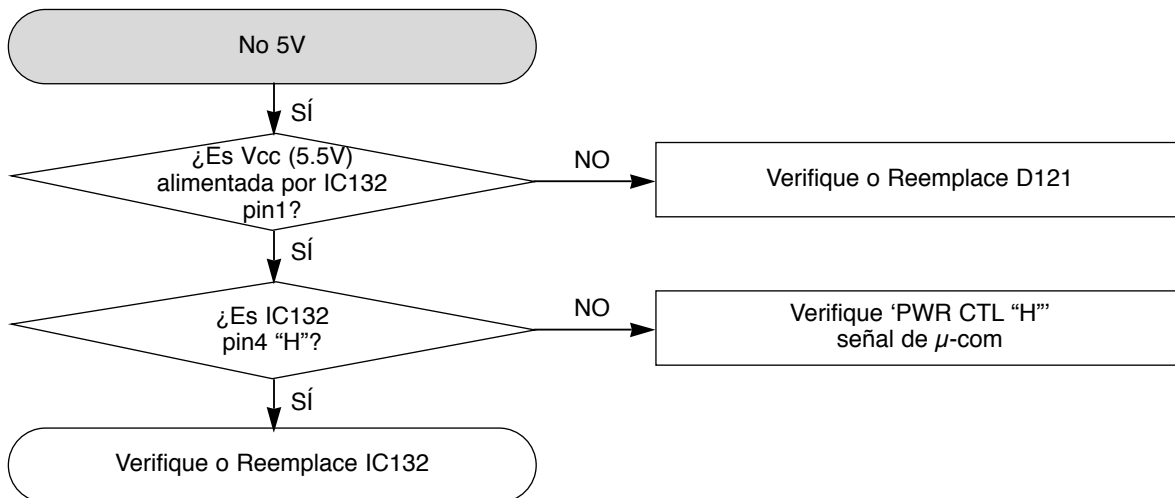 No 5V
SÍ
¿Es Vcc (5.5V)
alimentada por IC132
pin1?
NO
Verifique o Reemplace D121
SÍ
¿Es IC132
pin4 “H”?
NO
Verifique ‘PWR CTL “H”’
señal de µ-com
SÍ
Verifique o Reemplace IC132